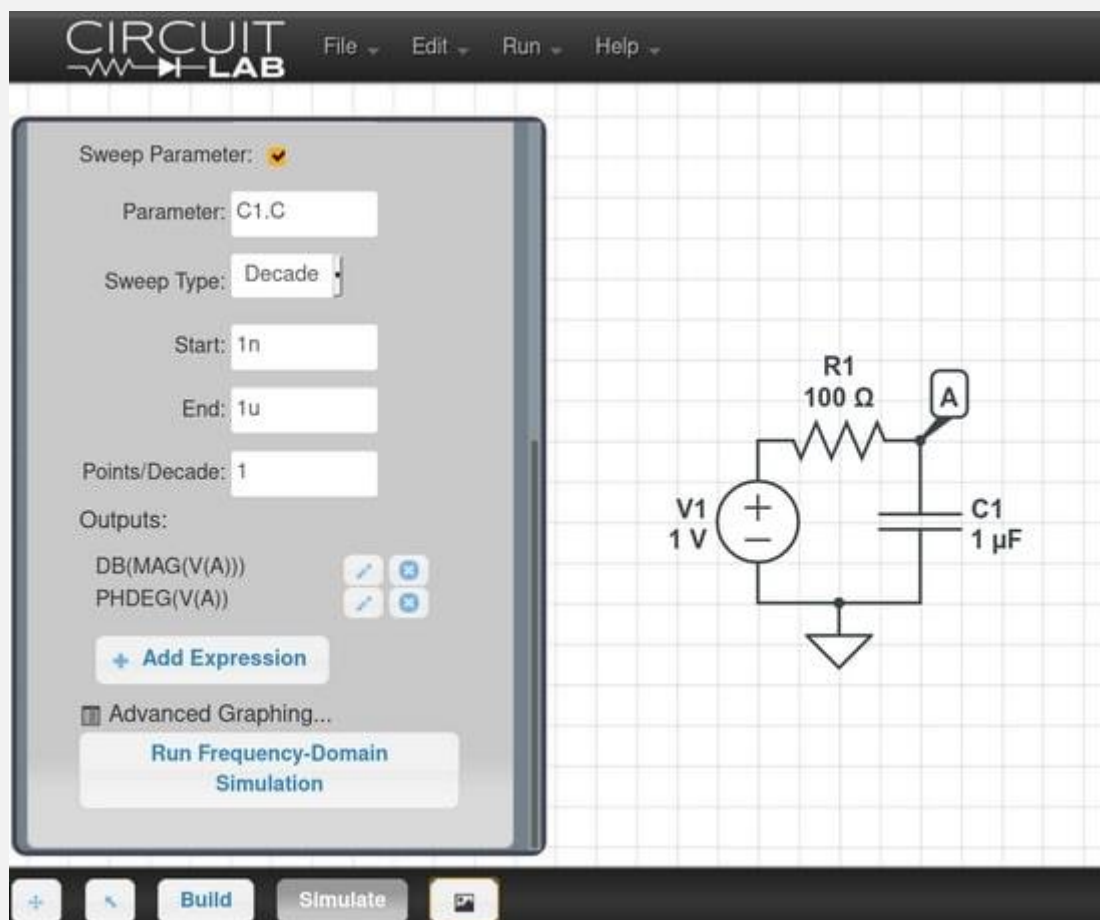 CIRCUIT
LAB
File
Edit
Run
Help
Sweep Parameter:
Parameter: C1.C
Sweep Type: Decade
Start: 1n
End: 1u
Points/Decade: 1
Outputs:
DB(MAG(V(A)))
PHDEG(V(A))
+ Add Expression
Advanced Graphing...
Run Frequency-Domain
Simulation
R1
100 Ω
A
V1
1 V
+
−
C1
1 µF
Build
Simulate